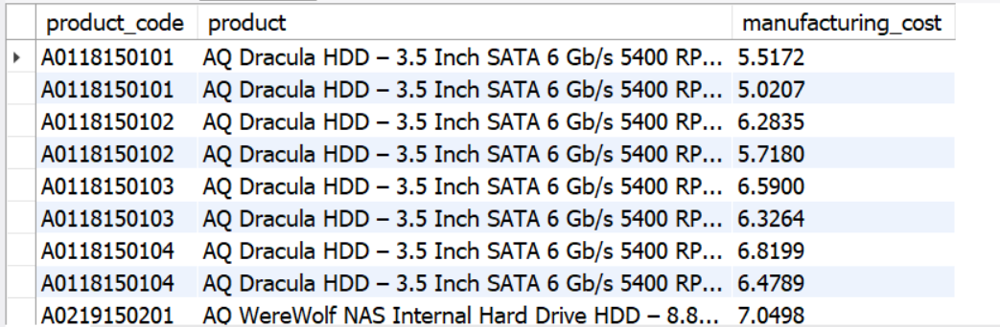 product_code product manufacturing_cost
A0118150101 AQ Dracula HDD – 3.5 Inch SATA 6 Gb/s 5400 RP... 5.5172
A0118150101 AQ Dracula HDD – 3.5 Inch SATA 6 Gb/s 5400 RP... 5.0207
A0118150102 AQ Dracula HDD – 3.5 Inch SATA 6 Gb/s 5400 RP... 6.2835
A0118150102 AQ Dracula HDD – 3.5 Inch SATA 6 Gb/s 5400 RP... 5.7180
A0118150103 AQ Dracula HDD – 3.5 Inch SATA 6 Gb/s 5400 RP... 6.5900
A0118150103 AQ Dracula HDD – 3.5 Inch SATA 6 Gb/s 5400 RP... 6.3264
A0118150104 AQ Dracula HDD – 3.5 Inch SATA 6 Gb/s 5400 RP... 6.8199
A0118150104 AQ Dracula HDD – 3.5 Inch SATA 6 Gb/s 5400 RP... 6.4789
A0219150201 AQ WereWolf NAS Internal Hard Drive HDD – 8.8... 7.0498